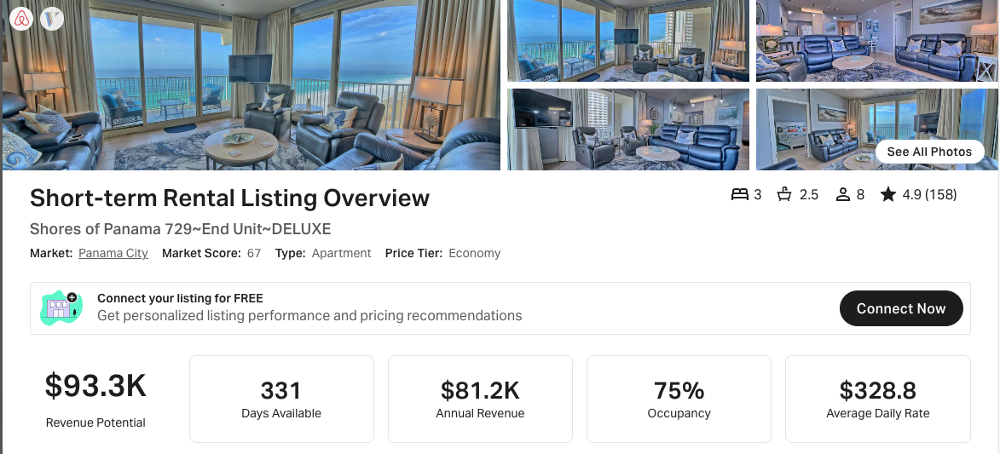 See All Photos
Short-term Rental Listing Overview
3 2.5 8 4.9 (158)
Shores of Panama 729~End Unit~DELUXE
Market: Panama City Market Score: 67 Type: Apartment Price Tier: Economy
Connect your listing for FREE
Get personalized listing performance and pricing recommendations
Connect Now
$93.3K
Revenue Potential
331
Days Available
$81.2K
Annual Revenue
75%
Occupancy
$328.8
Average Daily Rate